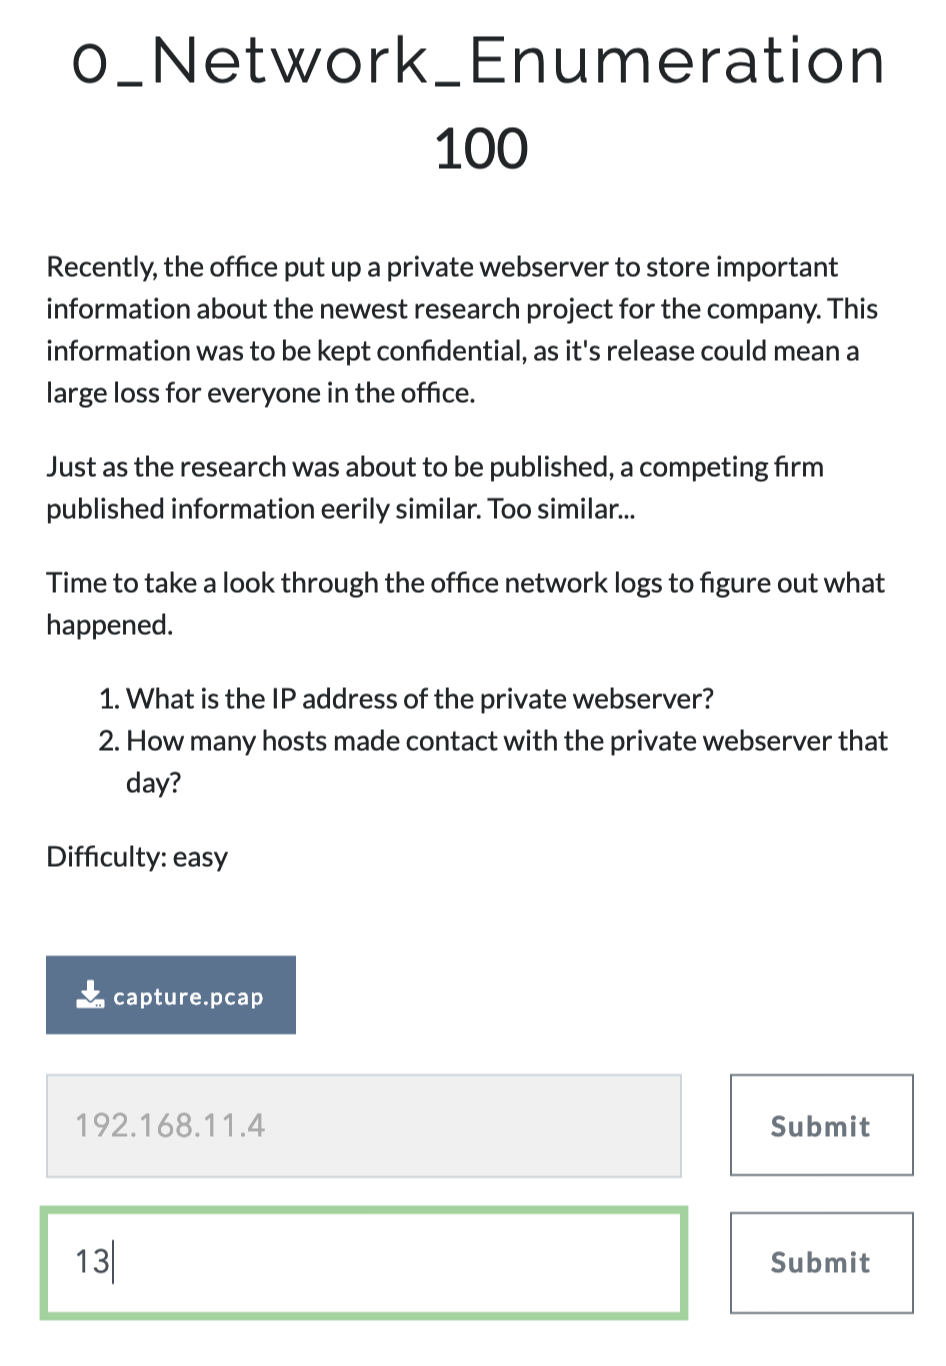 0_Network_Enumeration
100
Recently, the office put up a private webserver to store important
information about the newest research project for the company. This
information was to be kept confidential, as it's release could mean a
large loss for everyone in the office.
Just as the research was about to be published, a competing firm
published information eerily similar. Too similar...
Time to take a look through the office network logs to figure out what
happened.
1. What is the IP address of the private webserver?
2. How many hosts made contact with the private webserver that
day?
Difficulty: easy
capture.pcap
192.168.11.4
Submit
13
Submit